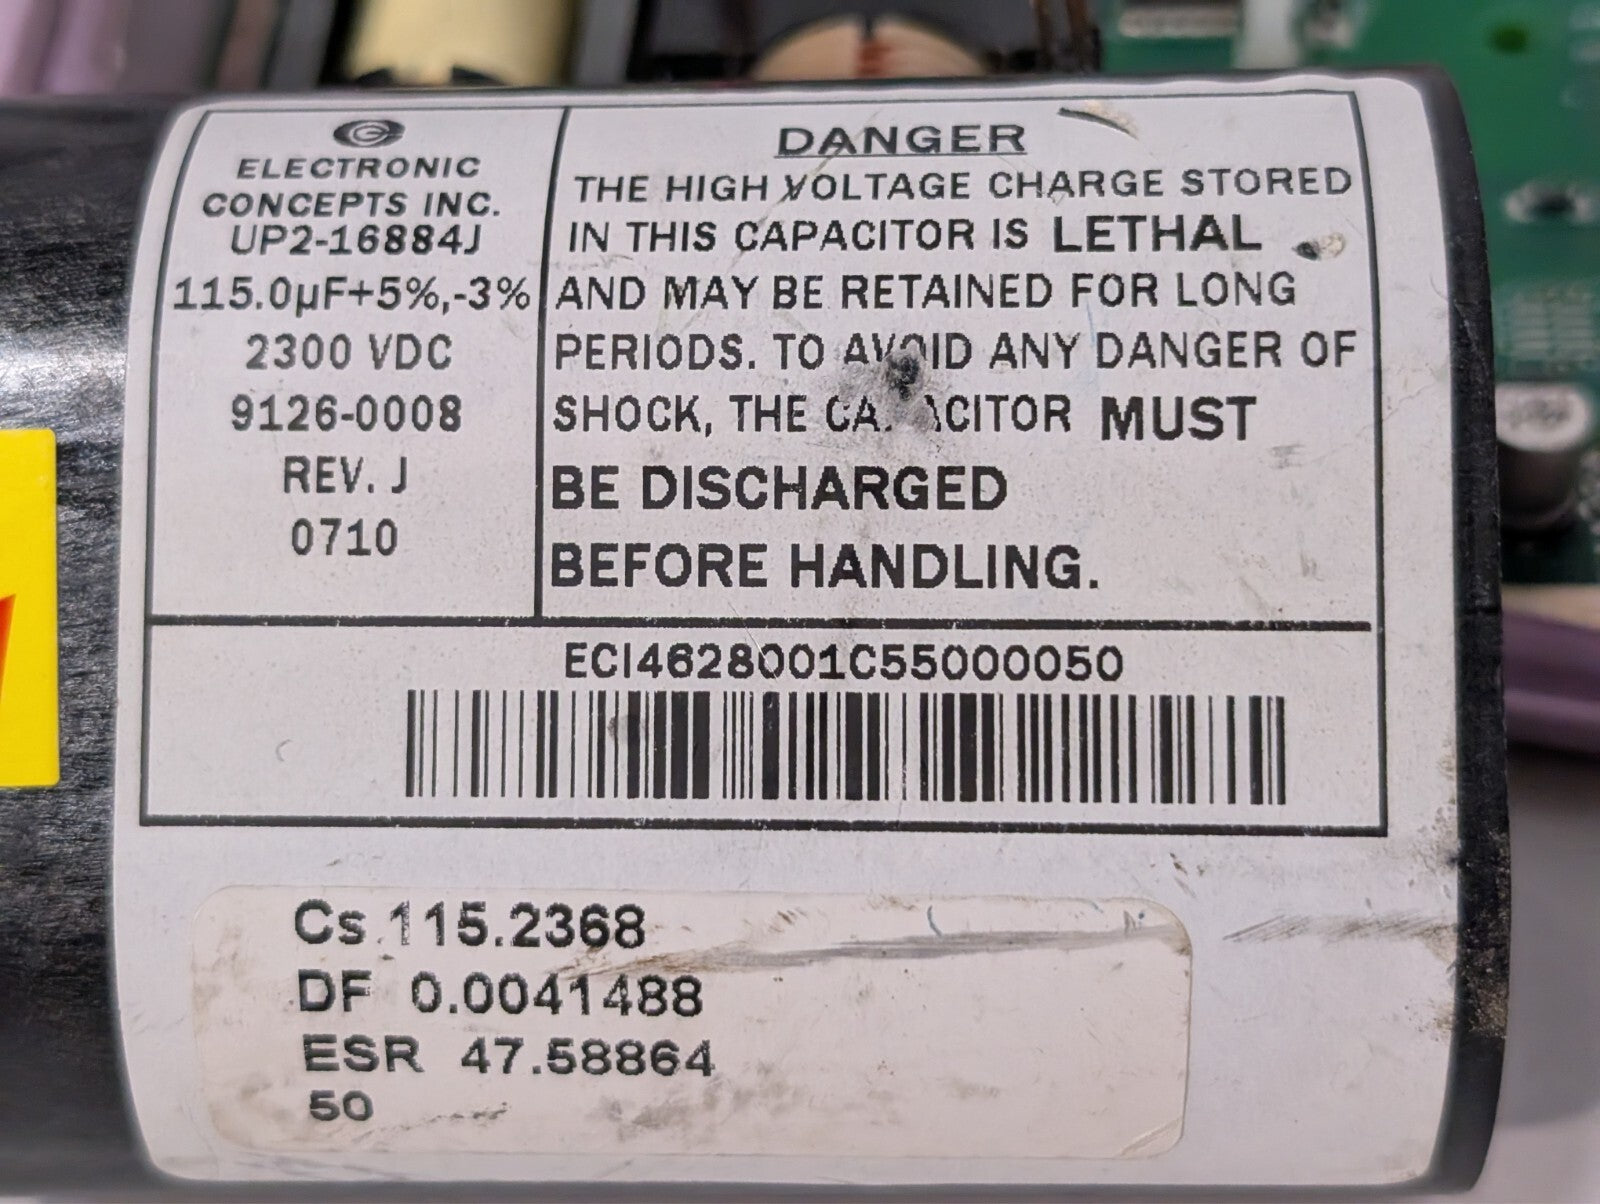 ELECTRONIC
CONCEPTS INC.
UP2-16884J
115.0µF+5%,-3%
2300 VDC
9126-0008
REV. J
0710
DANGER
THE HIGH VOLTAGE CHARGE STORED
IN THIS CAPACITOR IS LETHAL
AND MAY BE RETAINED FOR LONG
PERIODS. TO AVOID ANY DANGER OF
SHOCK, THE CAPACITOR MUST
BE DISCHARGED
BEFORE HANDLING.
ECI4628001C55000050
Cs 115.2368
DF 0.0041488
ESR 47.58864
50